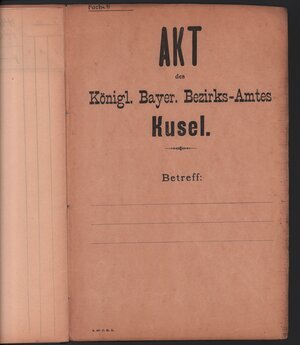 AKT
des
Königl. Bayer. Bezirks-Amtes
Kusel.
Betreff: